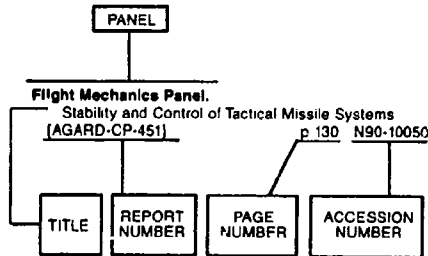 PANEL
Flight Mechanics Panel.
Stability and Control of Tactical Missile Systems
[AGARD-CP-451] p 130 N90-10050
TITLE
REPORT
NUMBER
PAGE
NUMBER
ACCESSION
NUMBER